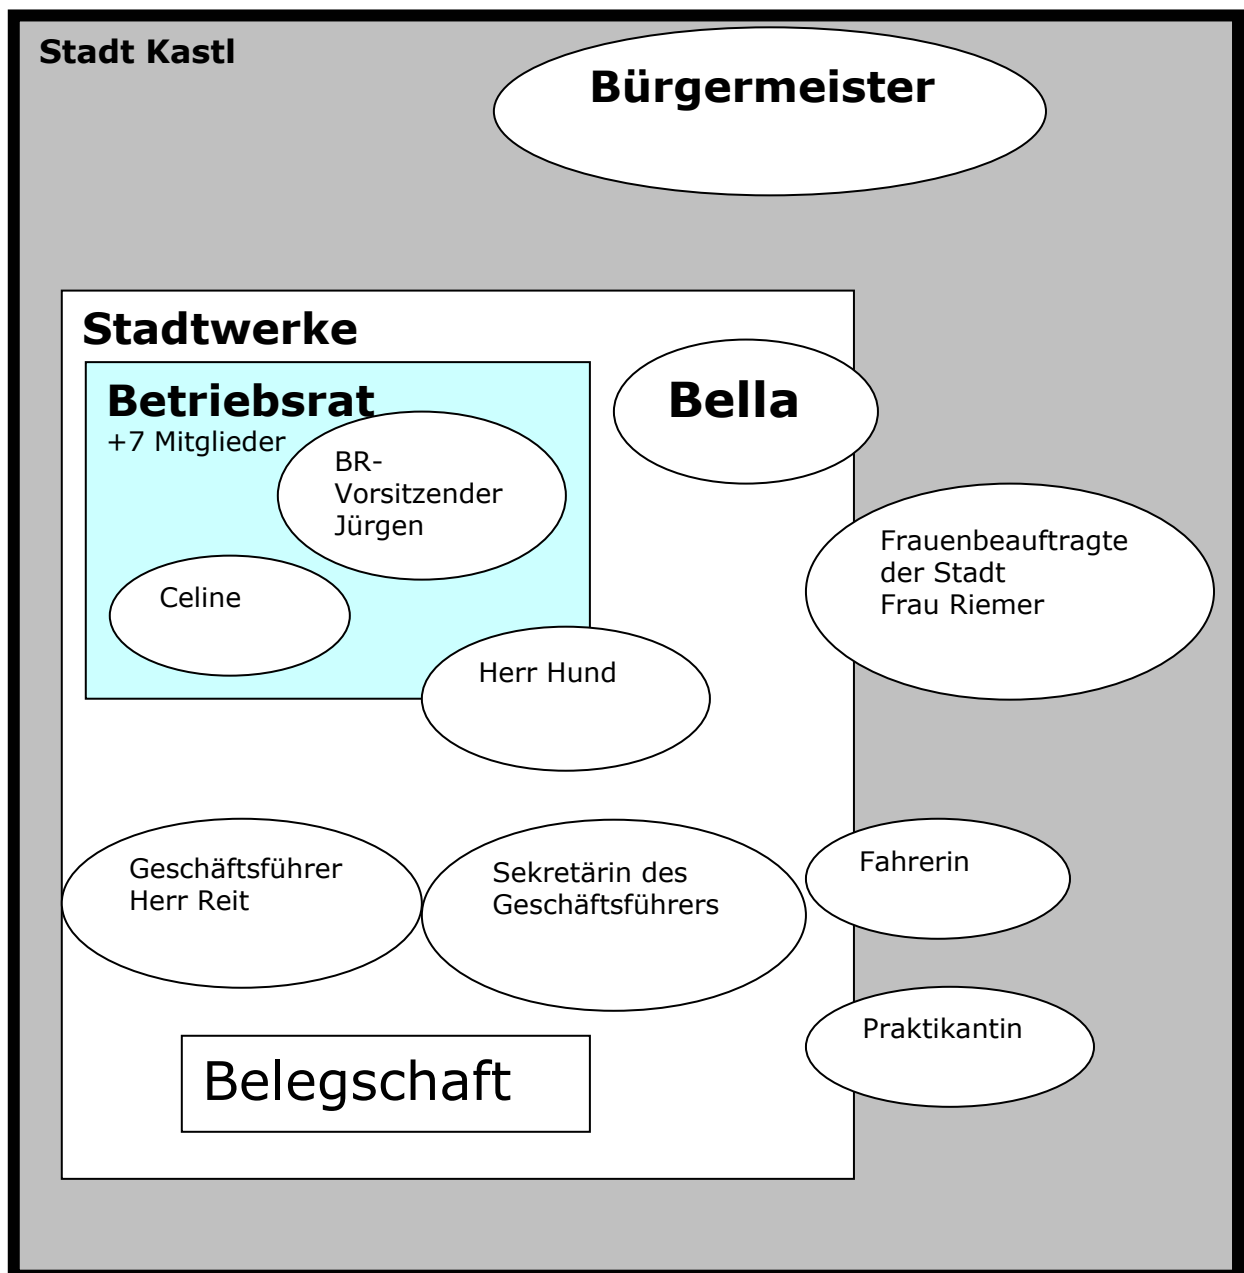 Stadt Kastl
Bürgermeister
Stadtwerke
Betriebsrat
+7 Mitglieder
BR-
Vorsitzender
Jürgen
Celine
Bella
Frauenbeauftragte
der Stadt
Frau Riemer
Herr Hund
Geschäftsführer
Herr Reit
Sekretärin des
Geschäftsführers
Fahrerin
Praktikantin
Belegschaft